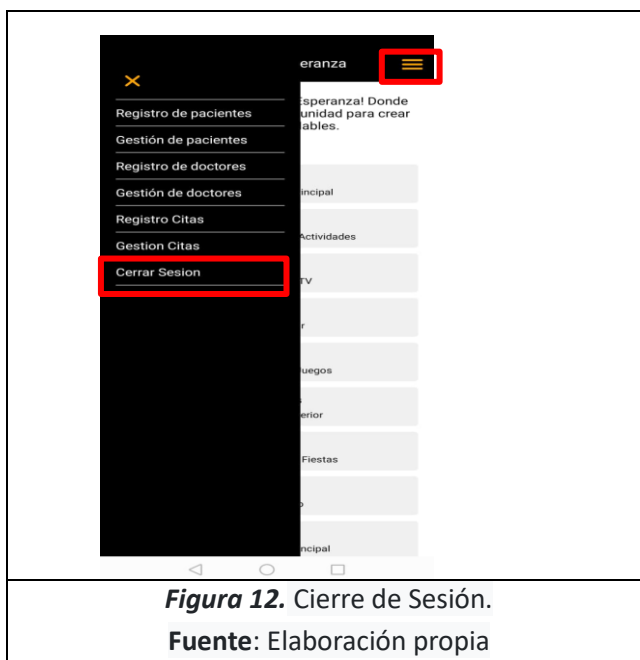 eranza
Esperanza! Donde
unidad para crear
ables.
Registro de pacientes
Gestión de pacientes
Registro de doctores
Gestión de doctores
Registro Citas
Gestion Citas
Cerrar Sesion
incipal
Actividades
TV
r
Juegos
erior
Fiestas
ncipal
Figura 12. Cierre de Sesión.
Fuente: Elaboración propia